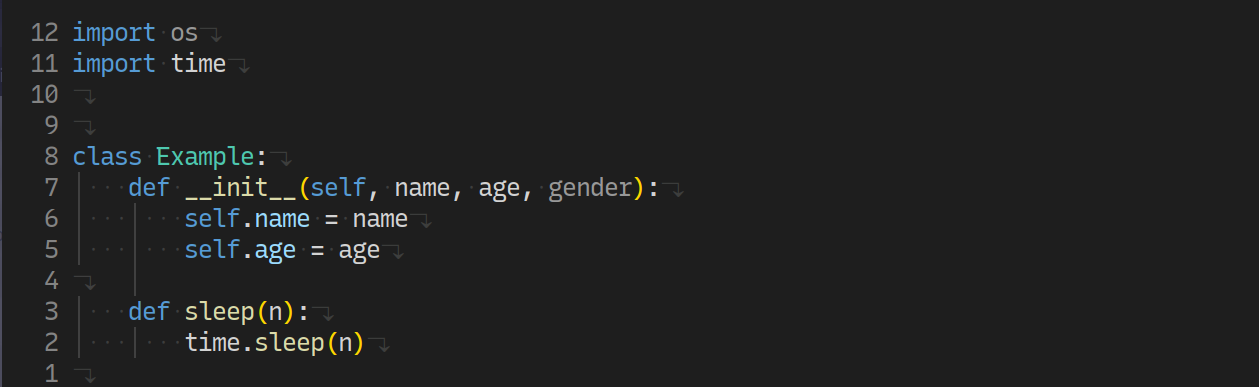 12 import os
11 import time
10
9
8 class Example:
7     def __init__(self, name, age, gender):
6         self.name = name
5         self.age = age
4
3     def sleep(n):
2         time.sleep(n)
1